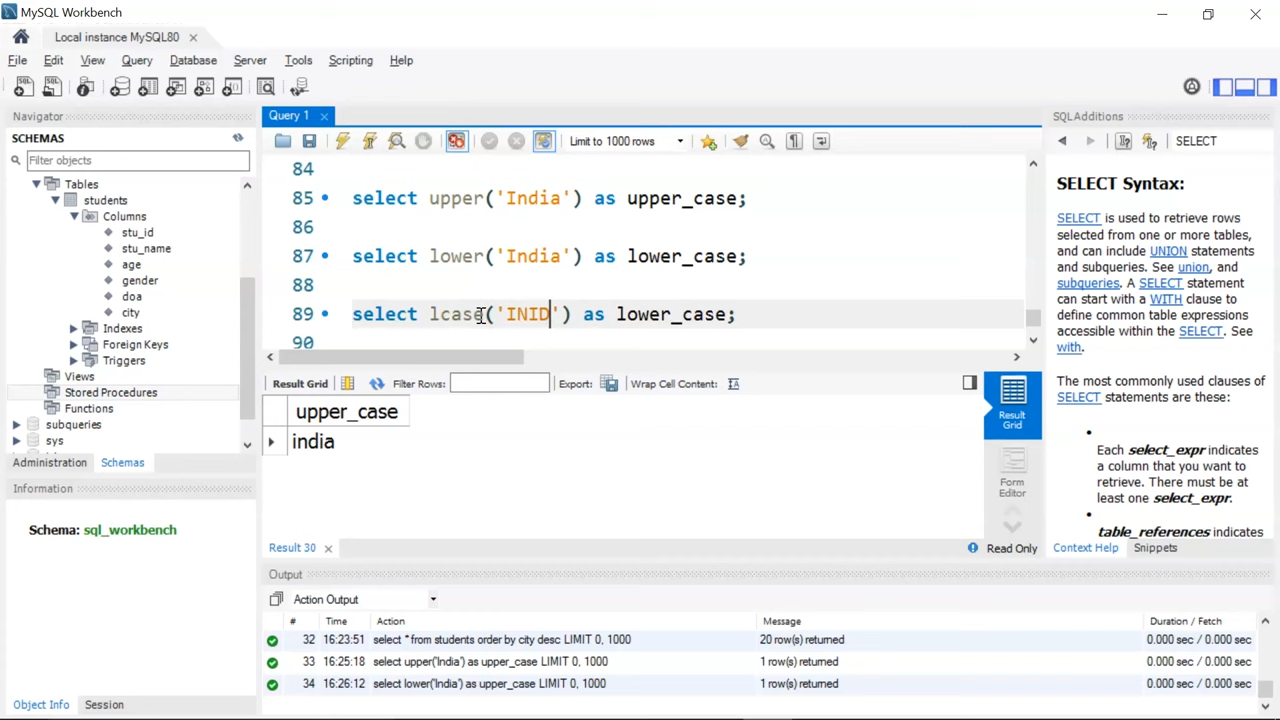 MySQL Workbench
Local instance MySQL80
File Edit View Query Database Server Tools Scripting Help
Navigator
SCHEMAS
Filter objects
Tables
students
Columns
stu_id
stu_name
age
gender
doa
city
Indexes
Foreign Keys
Triggers
Views
Stored Procedures
Functions
subqueries
sys
Administration Schemas
Information
Schema: sql_workbench
Object Info Session
Query 1
Limit to 1000 rows
84
85 select upper('India') as upper_case;
86
87 select lower('India') as lower_case;
88
89 select lcase('INID') as lower_case;
90
Result Grid Filter Rows: Export: Wrap Cell Content:
upper_case
india
Result Grid
Form Editor
Result 30
Read Only
Output
Action Output
# Time Action Message Duration / Fetch
32 16:23:51 select * from students order by city desc LIMIT 0, 1000 20 row(s) returned 0.000 sec / 0.000 sec
33 16:25:18 select upper('India') as upper_case LIMIT 0, 1000 1 row(s) returned 0.000 sec / 0.000 sec
34 16:26:12 select lower('India') as upper_case LIMIT 0, 1000 1 row(s) returned 0.000 sec / 0.000 sec
SQLAdditions
SELECT
SELECT Syntax:
SELECT is used to retrieve rows
selected from one or more tables,
and can include UNION statements
and subqueries. See union, and
subqueries. A SELECT statement
can start with a WITH clause to
define common table expressions
accessible within the SELECT. See
with.
The most commonly used clauses of
SELECT statements are these:
Each select_expr indicates
a column that you want to
retrieve. There must be at
least one select_expr.
table_references indicates
Context Help Snippets